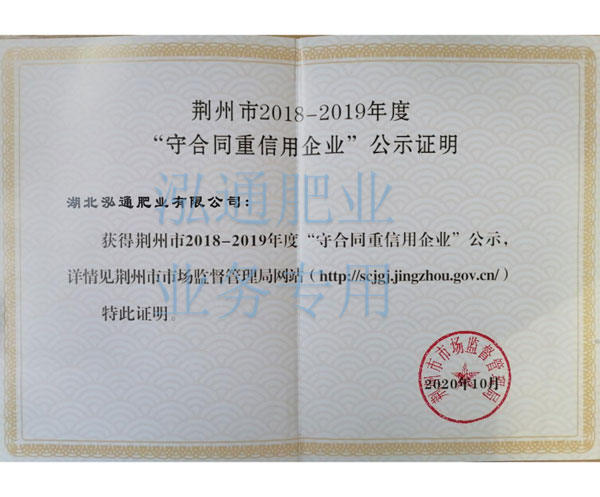 荆州市2018-2019年度
“守合同重信用企业”公示证明
湖北泓通肥业有限公司：
获得荆州市2018-2019年度“守合同重信用企业”公示，
详情见荆州市市场监督管理局网站（http://scjgj.jingzhou.gov.cn/）
特此证明。
荆州市市场监督管理局
2020年10月
泓通肥业
业务专用